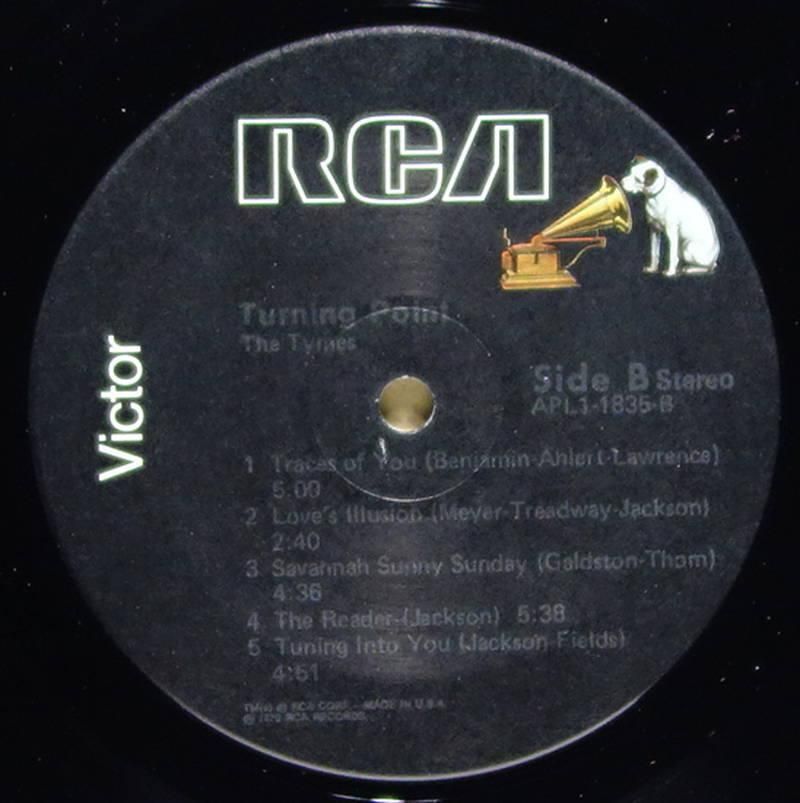 RCA
Victor
Turning Point
The Tymes
Side B Stereo
APL1-1835-B
1 Traces of You (Benjamin-Ahlert-Lawrence)
5:00
2 Love's Illusion (Meyer-Treadway-Jackson)
2:40
3 Savannah Sunny Sunday (Galdston-Thom)
4:36
4 The Reader (Jackson) 5:38
5 Tuning Into You (Jackson-Fields)
4:51
RCA CORP. - MADE IN U.S.A.
RCA RECORDS